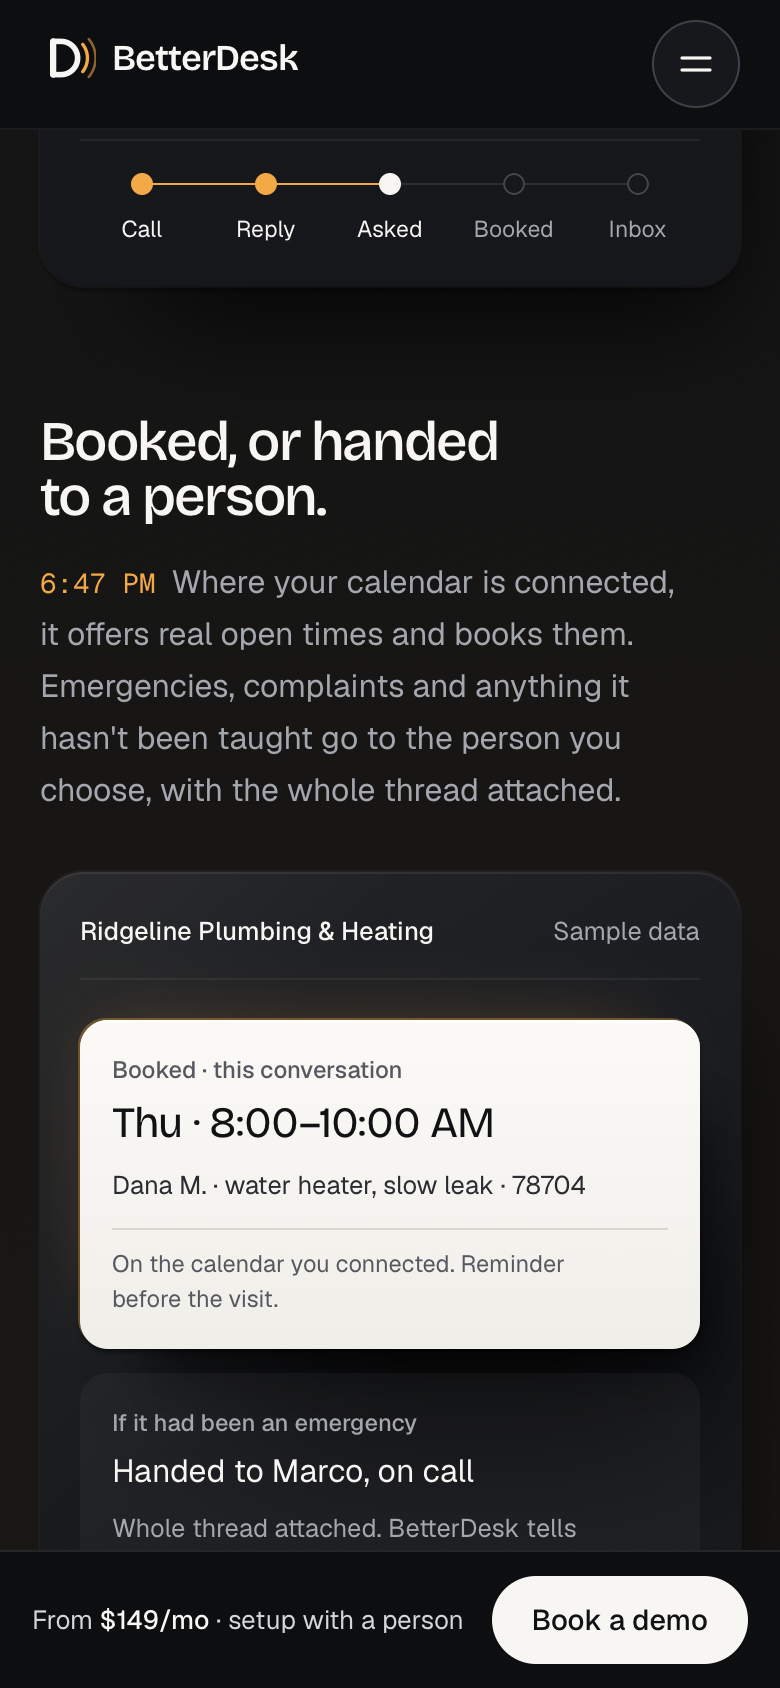 BetterDesk
Call Reply Asked Booked Inbox
Booked, or handed
to a person.
6:47 PM Where your calendar is connected,
it offers real open times and books them.
Emergencies, complaints and anything it
hasn't been taught go to the person you
choose, with the whole thread attached.
Ridgeline Plumbing & Heating Sample data
Booked · this conversation
Thu · 8:00–10:00 AM
Dana M. · water heater, slow leak · 78704
On the calendar you connected. Reminder
before the visit.
If it had been an emergency
Handed to Marco, on call
Whole thread attached. BetterDesk tells
From $149/mo · setup with a person Book a demo